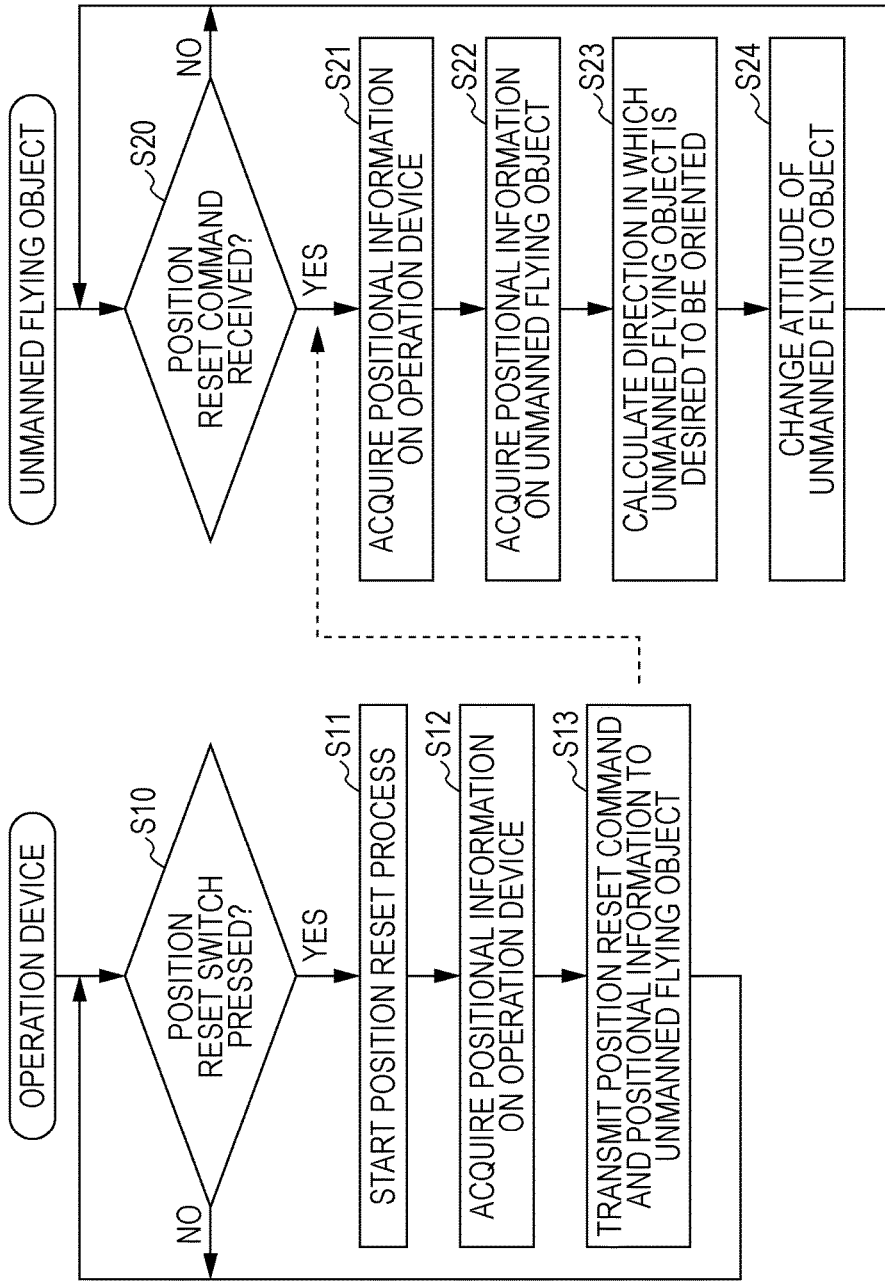 OPERATION DEVICE
S10
POSITION
RESET SWITCH
PRESSED?
NO
YES
S11
START POSITION RESET PROCESS
S12
ACQUIRE POSITIONAL INFORMATION
ON OPERATION DEVICE
S13
TRANSMIT POSITION RESET COMMAND
AND POSITIONAL INFORMATION TO
UNMANNED FLYING OBJECT
UNMANNED FLYING OBJECT
S20
POSITION
RESET COMMAND
RECEIVED?
NO
YES
S21
ACQUIRE POSITIONAL INFORMATION
ON OPERATION DEVICE
S22
ACQUIRE POSITIONAL INFORMATION
ON UNMANNED FLYING OBJECT
S23
CALCULATE DIRECTION IN WHICH
UNMANNED FLYING OBJECT IS
DESIRED TO BE ORIENTED
S24
CHANGE ATTITUDE OF
UNMANNED FLYING OBJECT